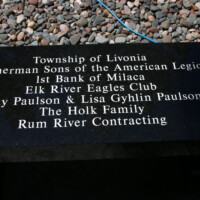 Township of Livonia
Sons of the American Legion
1st Bank of Milaca
Elk River Eagles Club
Paulson & Lisa Gyhlin Paulson
The Holk Family
Rum River Contracting